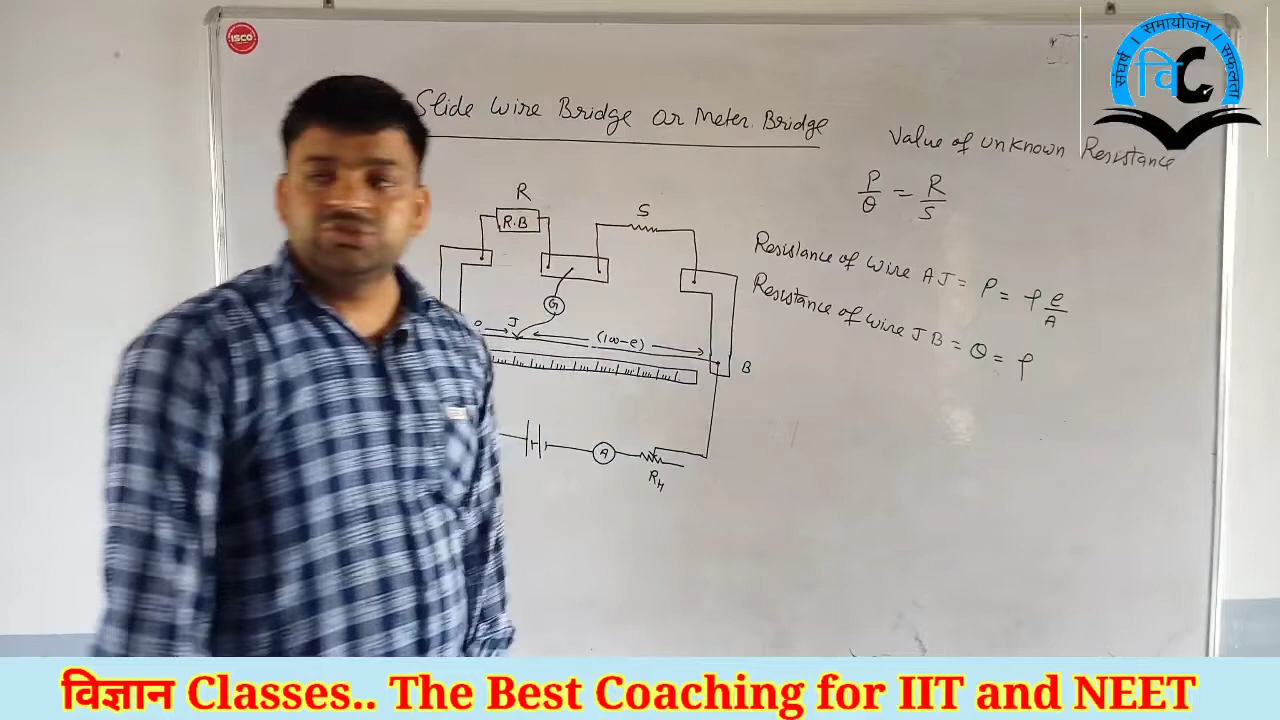 ISCO
संघर्ष । समायोजन । सफलता
वि C
Slide Wire Bridge or Meter Bridge
Value of unknown Resistance
P/Q = R/S
R
R.B
S
Resistance of wire AJ = P = ρ e/A
Resistance of wire JB = Q = ρ
G
J
(100-e)
B
A
RH
विज्ञान Classes.. The Best Coaching for IIT and NEET